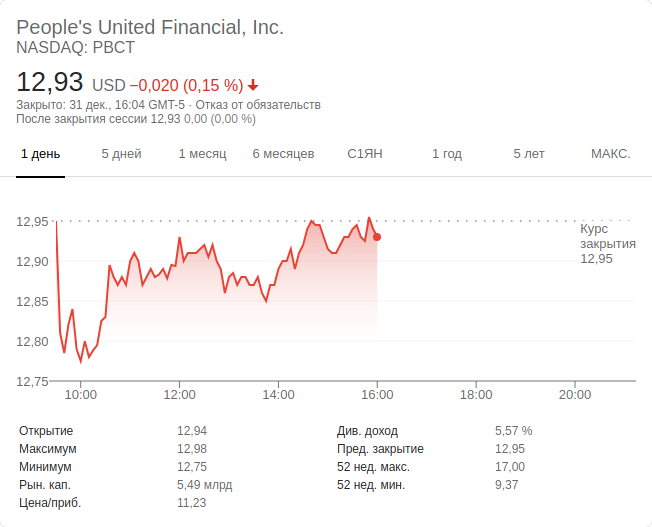 People's United Financial, Inc.
NASDAQ: PBCT
12,93 USD −0,020 (0,15 %)
Закрыто: 31 дек., 16:04 GMT-5 · Отказ от обязательств
После закрытия сессии 12,93 0,00 (0,00 %)
1 день 5 дней 1 месяц 6 месяцев С1ЯН 1 год 5 лет МАКС.
12,95
12,90
12,85
12,80
12,75
Курс
закрытия
12,95
10:00 12:00 14:00 16:00 18:00 20:00
Открытие 12,94 Див. доход 5,57 %
Максимум 12,98 Пред. закрытие 12,95
Минимум 12,75 52 нед. макс. 17,00
Рын. кап. 5,49 млрд 52 нед. мин. 9,37
Цена/приб. 11,23